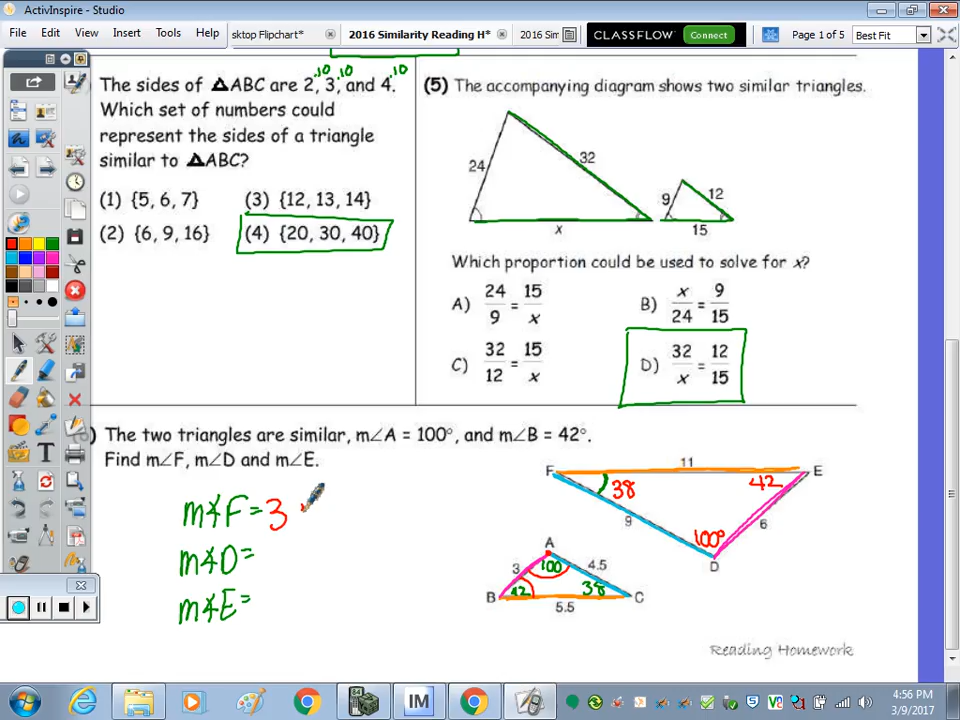 ActivInspire - Studio
File Edit View Insert Tools Help
sktop Flipchart*
2016 Similarity Reading H*
2016 Sim
CLASSFLOW Connect
Page 1 of 5
Best Fit
.10 .10 .10
The sides of △ABC are 2, 3, and 4.
Which set of numbers could
represent the sides of a triangle
similar to △ABC?
(1) {5, 6, 7} (3) {12, 13, 14}
(2) {6, 9, 16} (4) {20, 30, 40}
(5) The accompanying diagram shows two similar triangles.
24 32 9 12
x 15
Which proportion could be used to solve for x?
A) 24/9 = 15/x B) x/24 = 9/15
C) 32/12 = 15/x D) 32/x = 12/15
) The two triangles are similar, m∠A = 100°, and m∠B = 42°.
Find m∠F, m∠D and m∠E.
m∡F = 3
m∡D =
m∡E =
11
F 38 42 E
9 6
100°
D
A
3 100 4.5
B 42 38 C
5.5
Reading Homework
IM
4:56 PM
3/9/2017